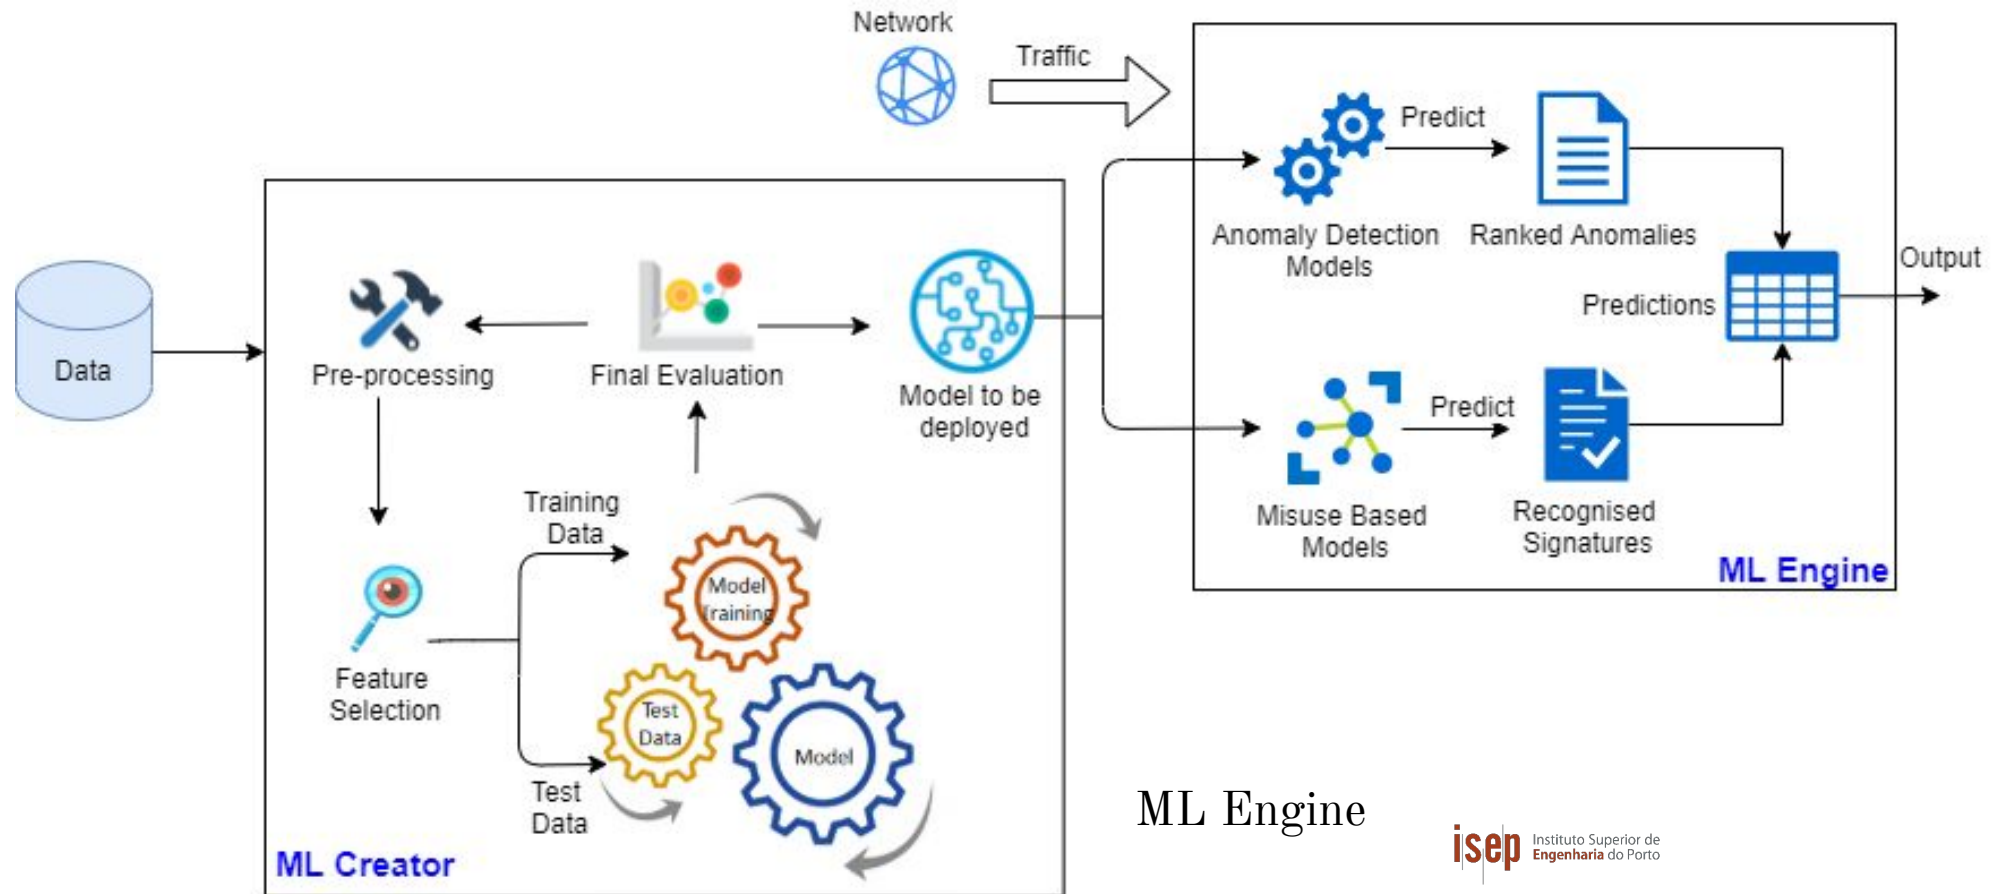 Network
Traffic
Predict
Anomaly Detection
Models
Ranked Anomalies
Output
Predictions
Predict
Misuse Based
Models
Recognised
Signatures
ML Engine
Data
Pre-processing
Final Evaluation
Model to be
deployed
Training
Data
Model
Training
Feature
Selection
Test
Data
Model
Test
Data
ML Creator
ML Engine
isep
Instituto Superior de
Engenharia do Porto